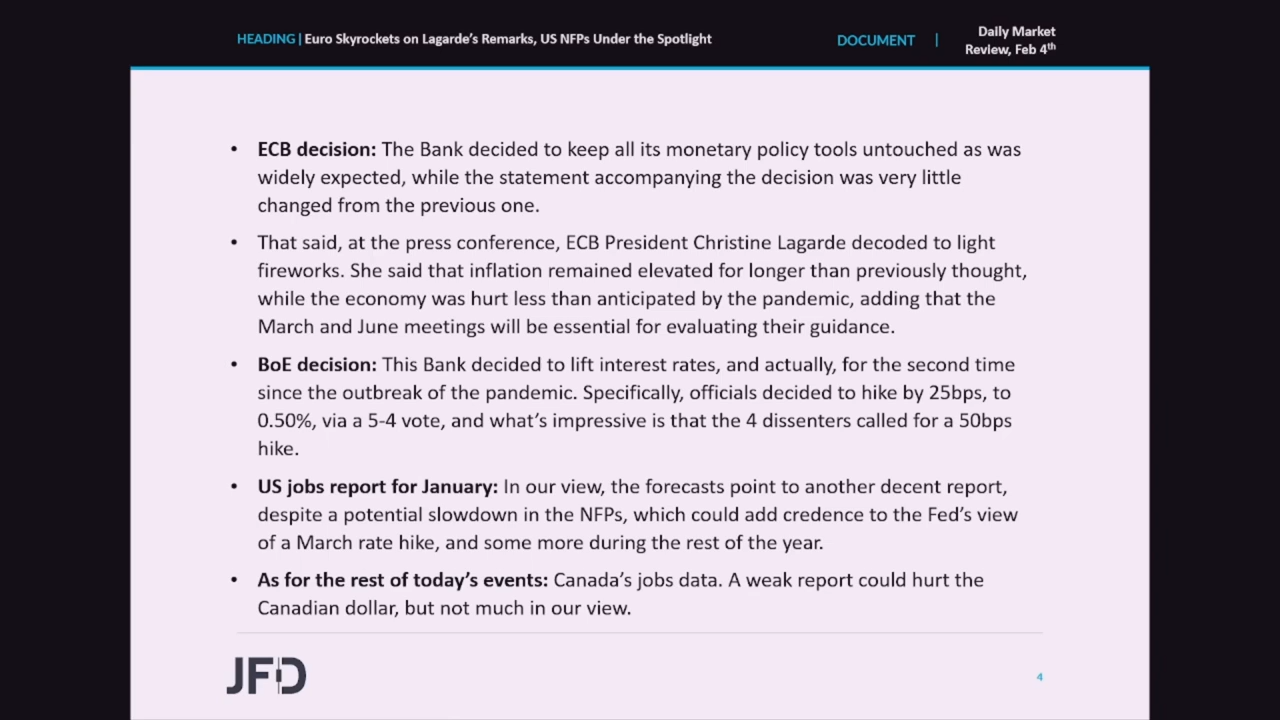 HEADING | Euro Skyrockets on Lagarde's Remarks, US NFPs Under the Spotlight
DOCUMENT |
Daily Market
Review, Feb 4th
• ECB decision: The Bank decided to keep all its monetary policy tools untouched as was
widely expected, while the statement accompanying the decision was very little
changed from the previous one.
• That said, at the press conference, ECB President Christine Lagarde decoded to light
fireworks. She said that inflation remained elevated for longer than previously thought,
while the economy was hurt less than anticipated by the pandemic, adding that the
March and June meetings will be essential for evaluating their guidance.
• BoE decision: This Bank decided to lift interest rates, and actually, for the second time
since the outbreak of the pandemic. Specifically, officials decided to hike by 25bps, to
0.50%, via a 5-4 vote, and what's impressive is that the 4 dissenters called for a 50bps
hike.
• US jobs report for January: In our view, the forecasts point to another decent report,
despite a potential slowdown in the NFPs, which could add credence to the Fed's view
of a March rate hike, and some more during the rest of the year.
• As for the rest of today's events: Canada's jobs data. A weak report could hurt the
Canadian dollar, but not much in our view.
JFD
4